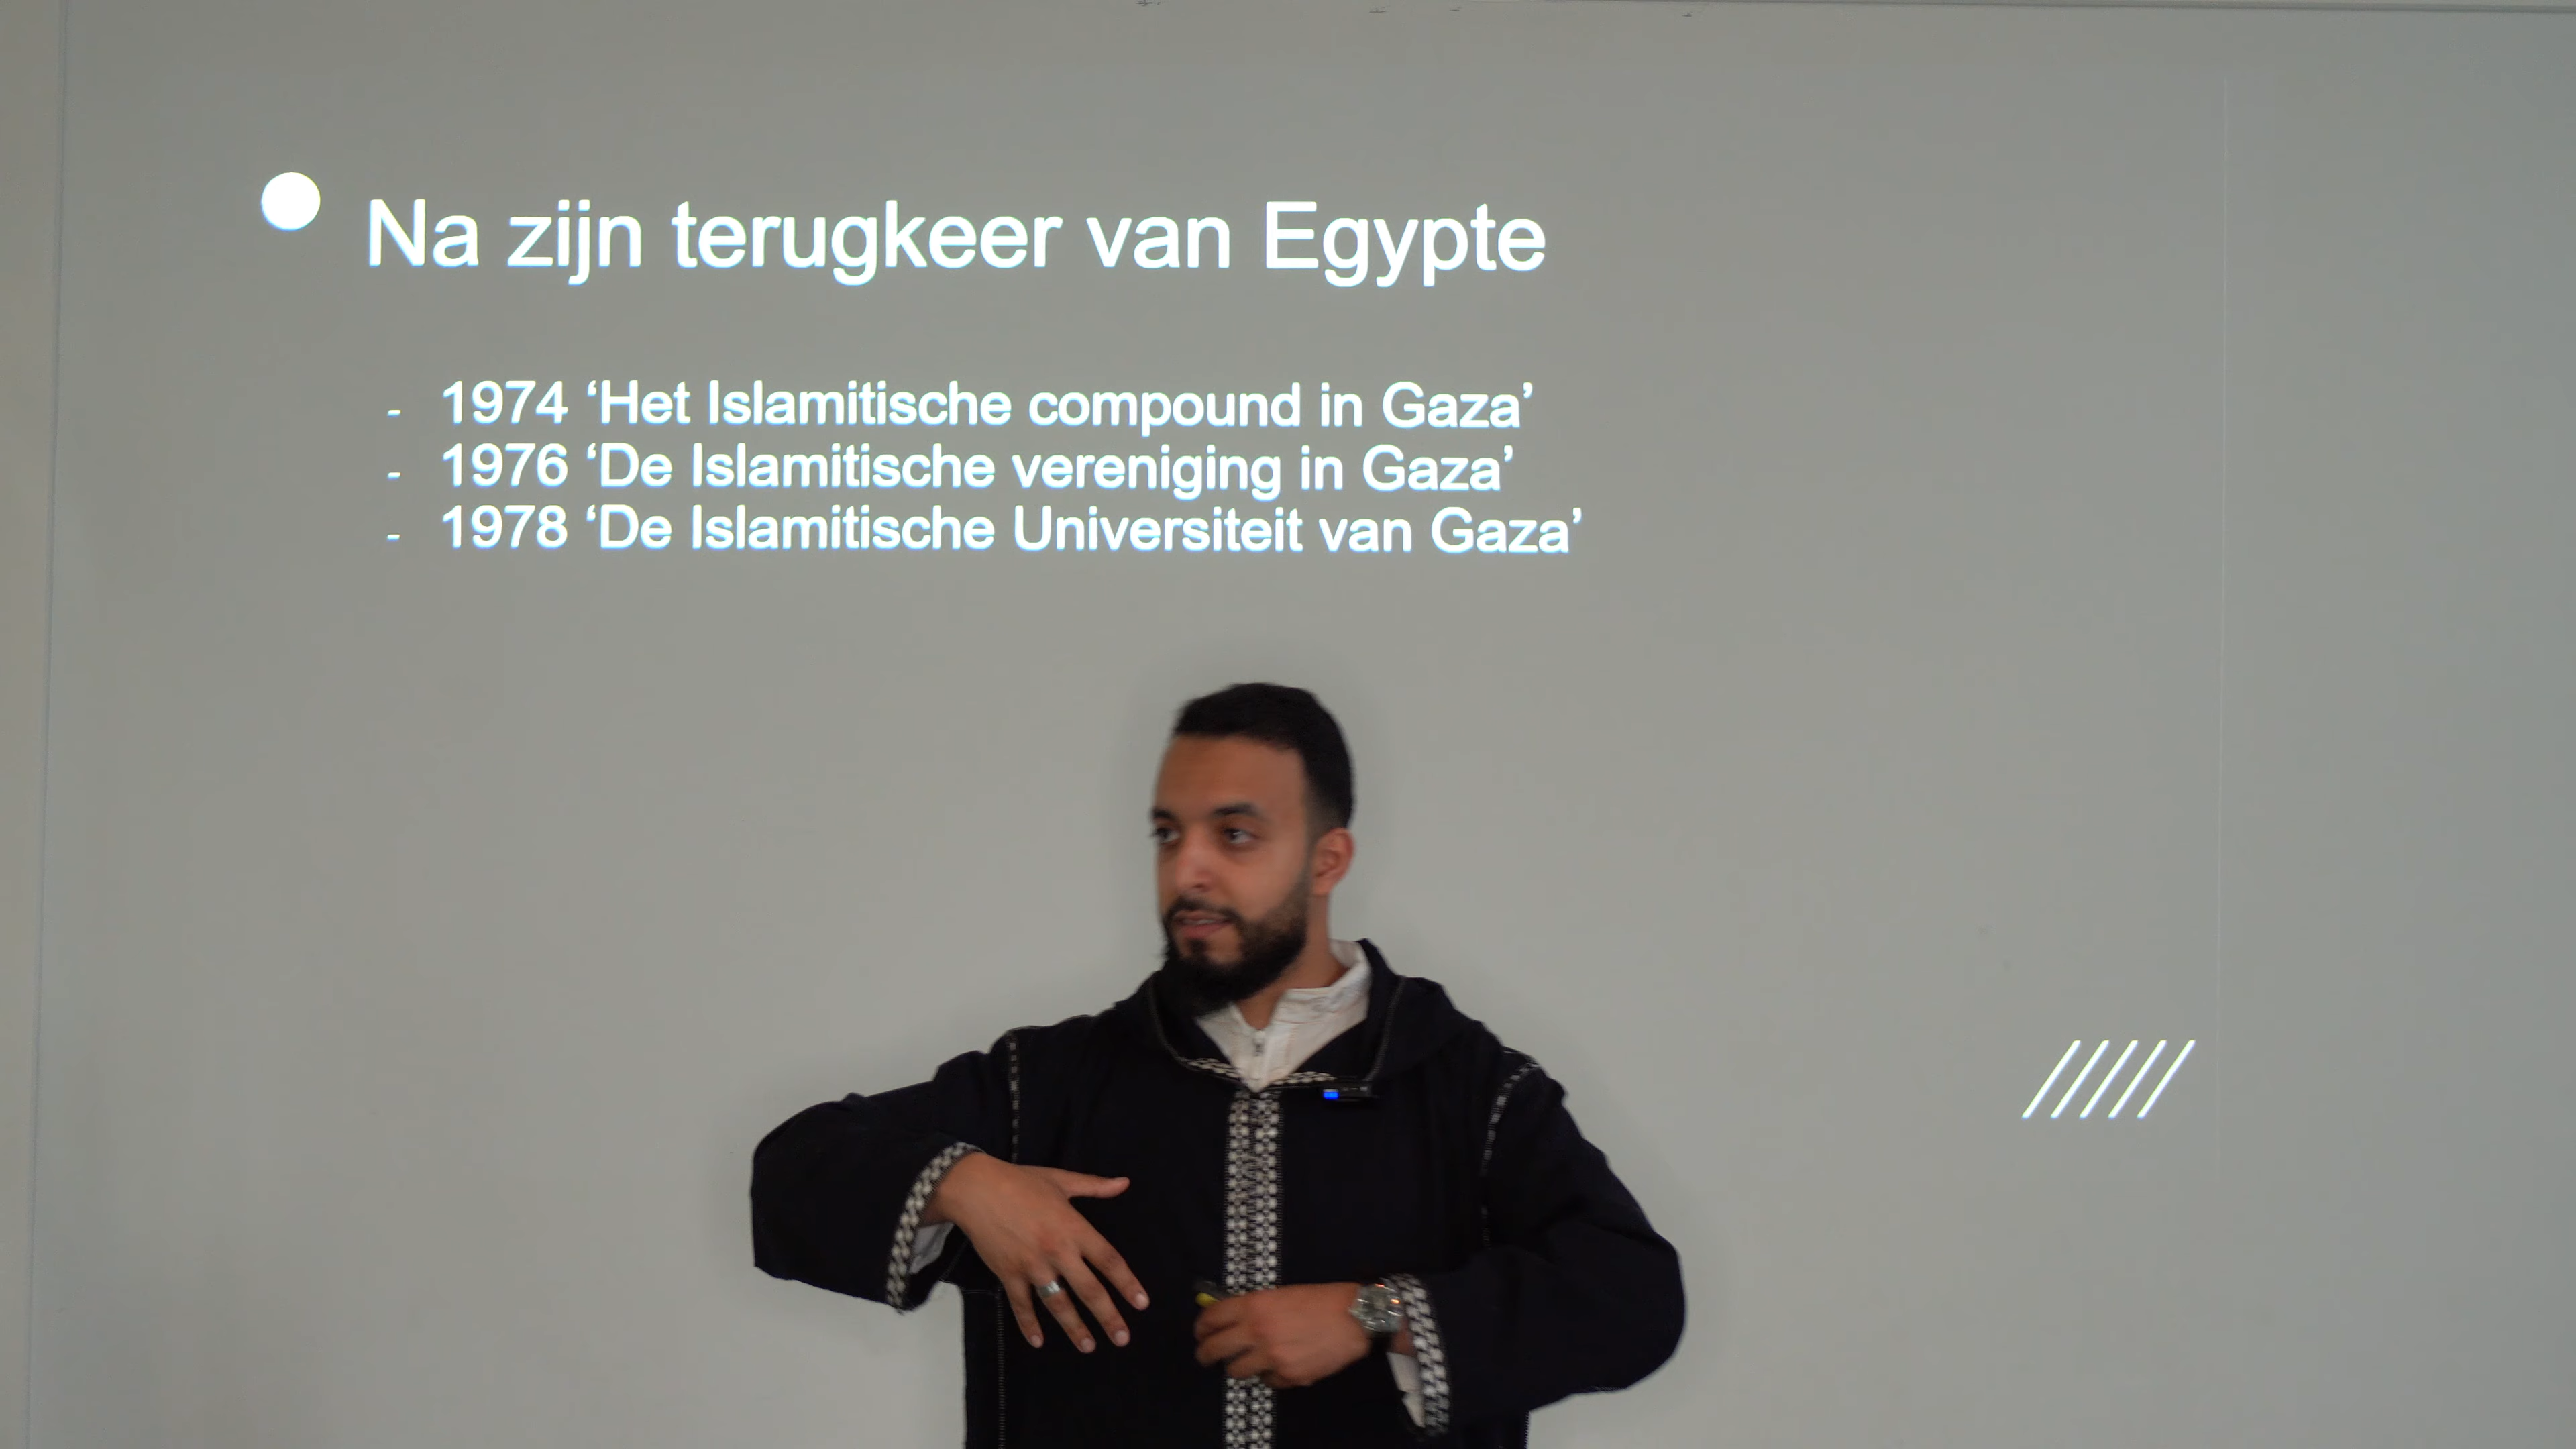 Na zijn terugkeer van Egypte
- 1974 ‘Het Islamitische compound in Gaza’
- 1976 ‘De Islamitische vereniging in Gaza’
- 1978 ‘De Islamitische Universiteit van Gaza’